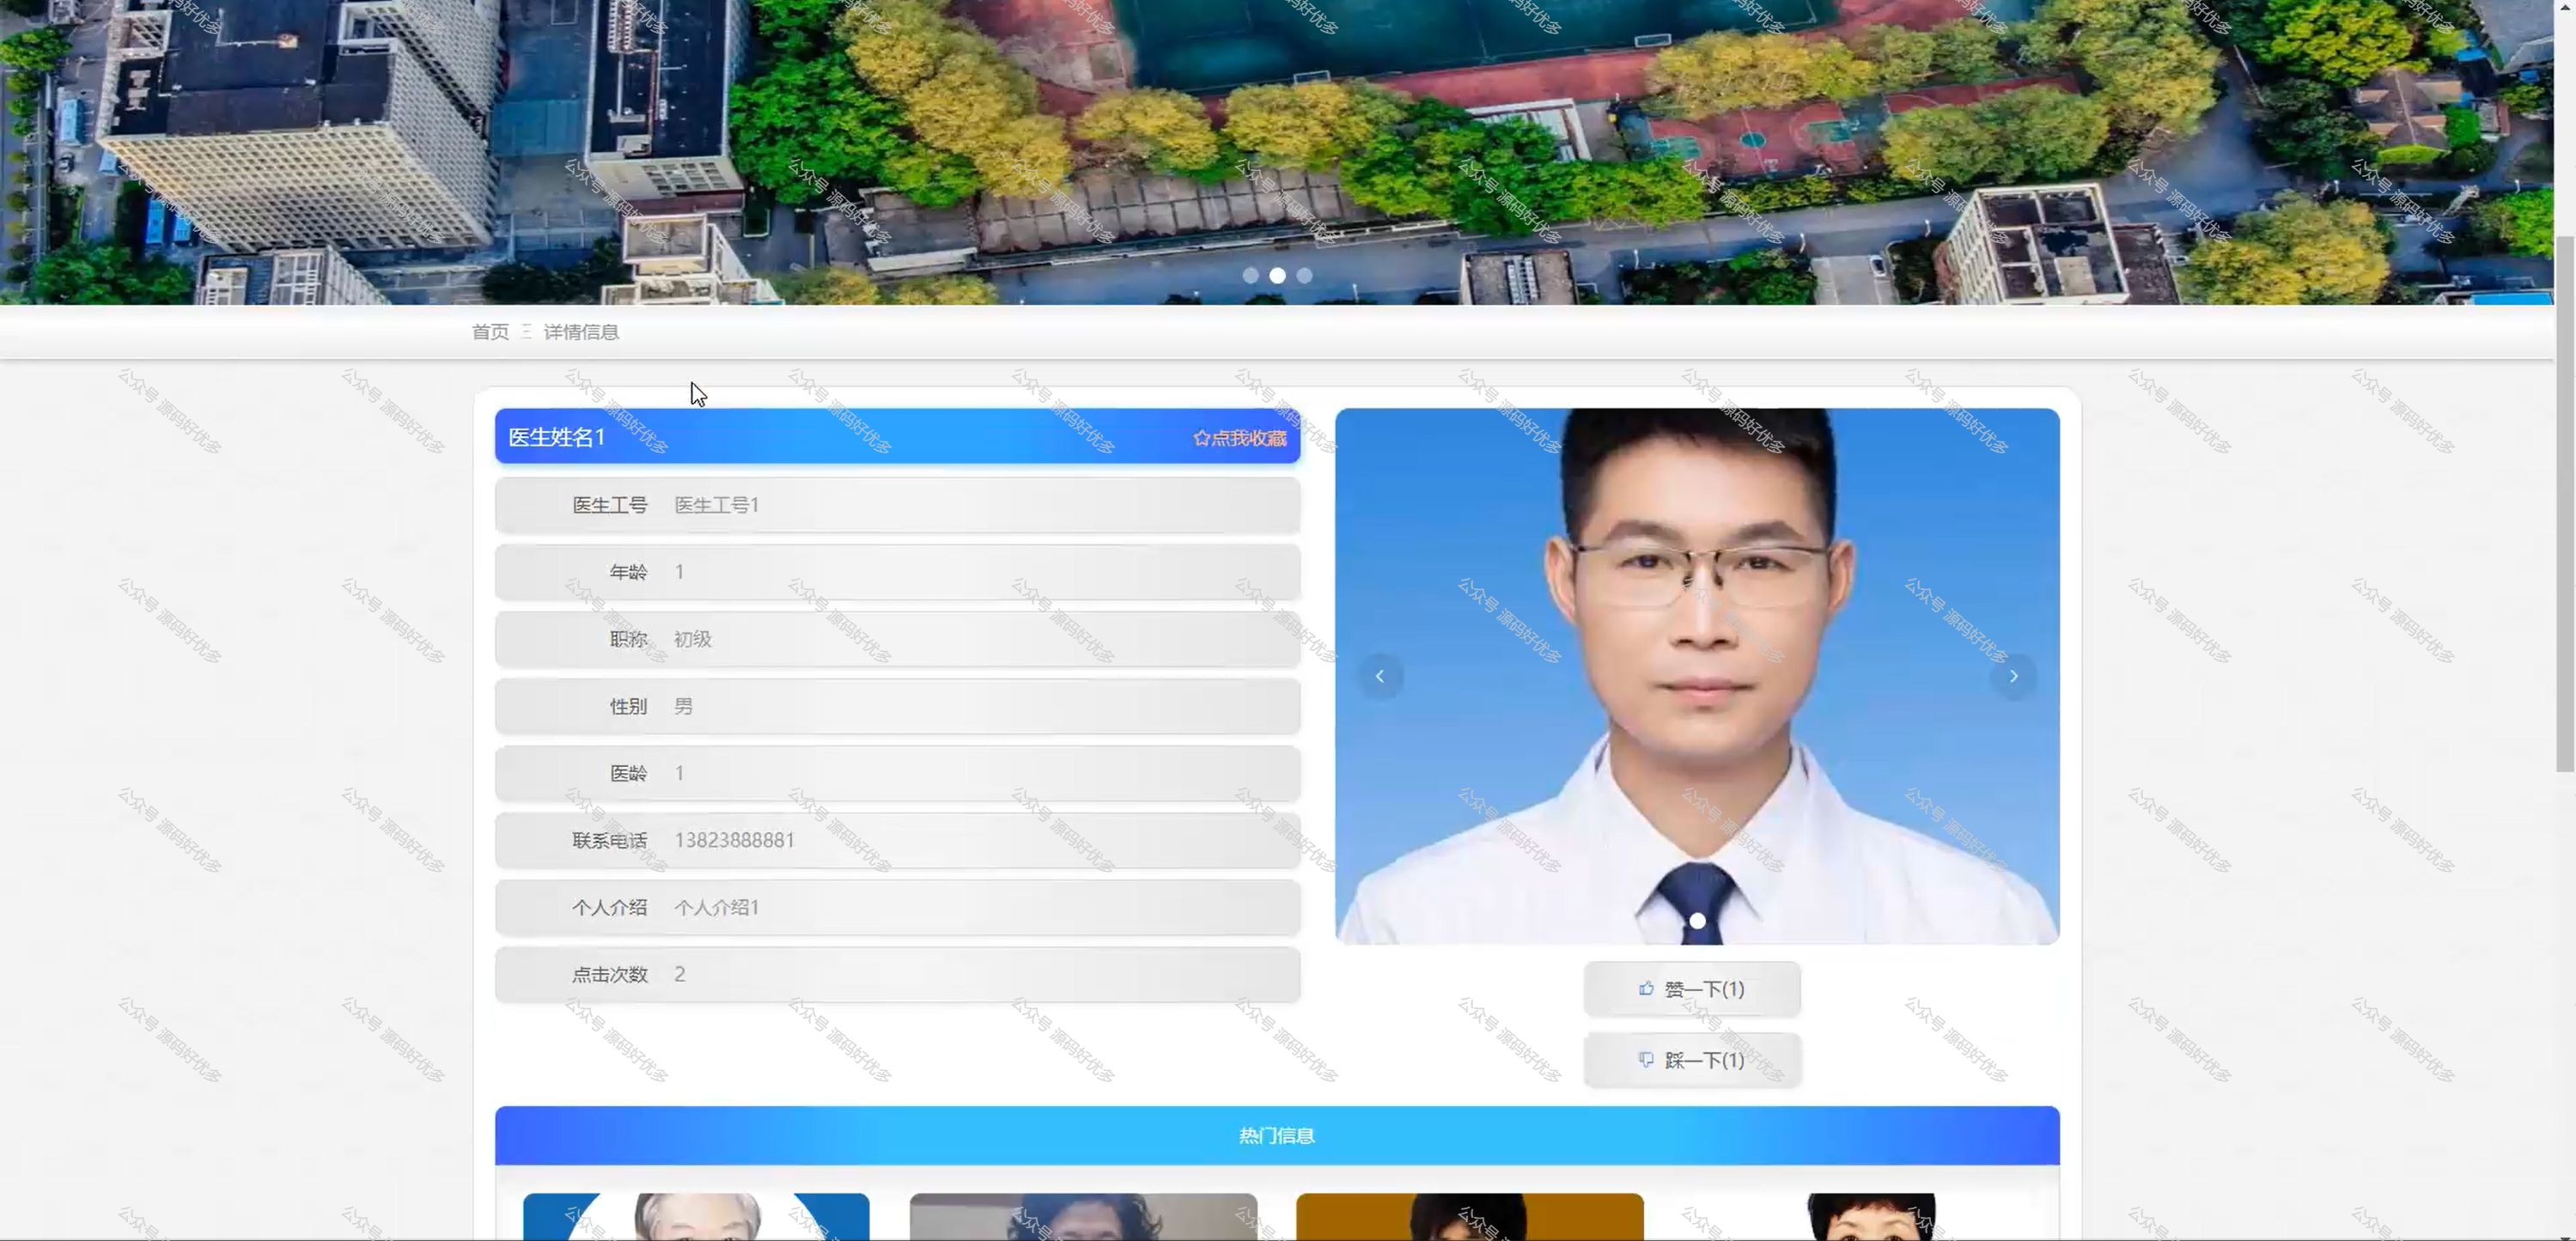 首页 三 详情信息
医生姓名1
☆点我收藏
医生工号 医生工号1
年龄 1
职称 初级
性别 男
医龄 1
联系电话 13823888881
个人介绍 个人介绍1
点击次数 2
赞一下(1)
踩一下(1)
热门信息
公众号 源码好优多